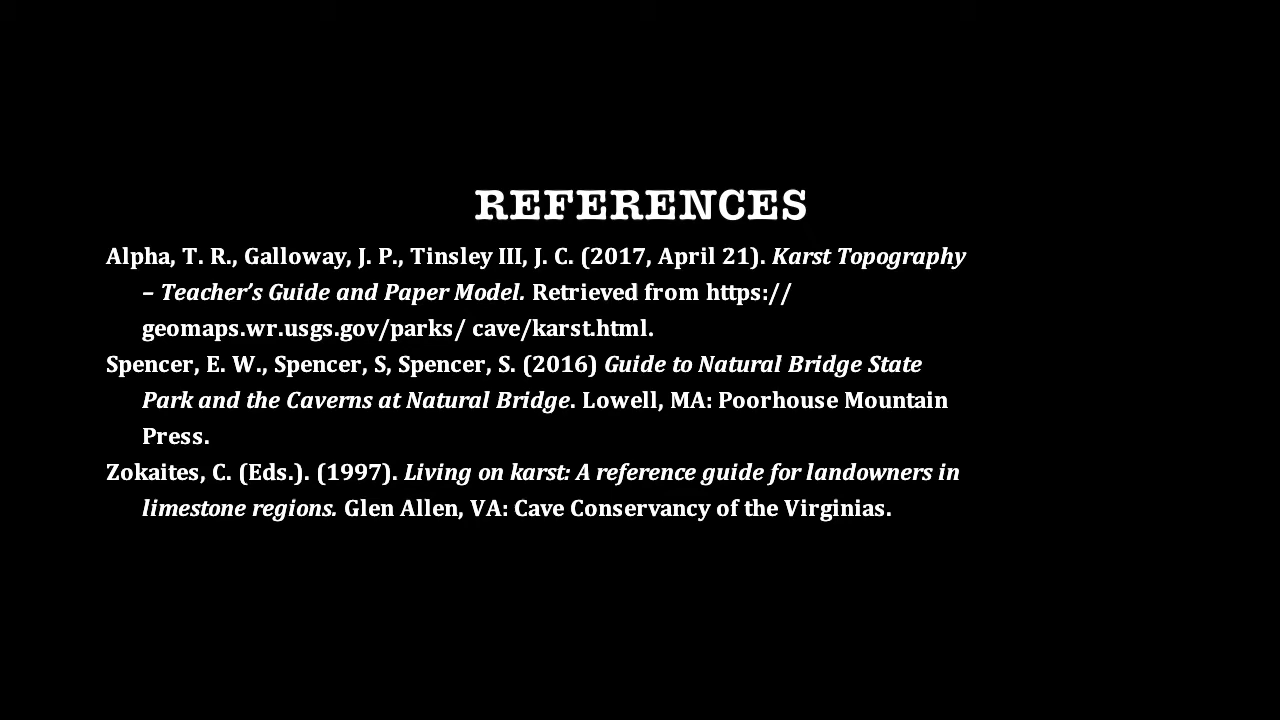 REFERENCES
Alpha, T. R., Galloway, J. P., Tinsley III, J. C. (2017, April 21). Karst Topography
– Teacher’s Guide and Paper Model. Retrieved from https://
geomaps.wr.usgs.gov/parks/ cave/karst.html.
Spencer, E. W., Spencer, S, Spencer, S. (2016) Guide to Natural Bridge State
Park and the Caverns at Natural Bridge. Lowell, MA: Poorhouse Mountain
Press.
Zokaites, C. (Eds.). (1997). Living on karst: A reference guide for landowners in
limestone regions. Glen Allen, VA: Cave Conservancy of the Virginias.